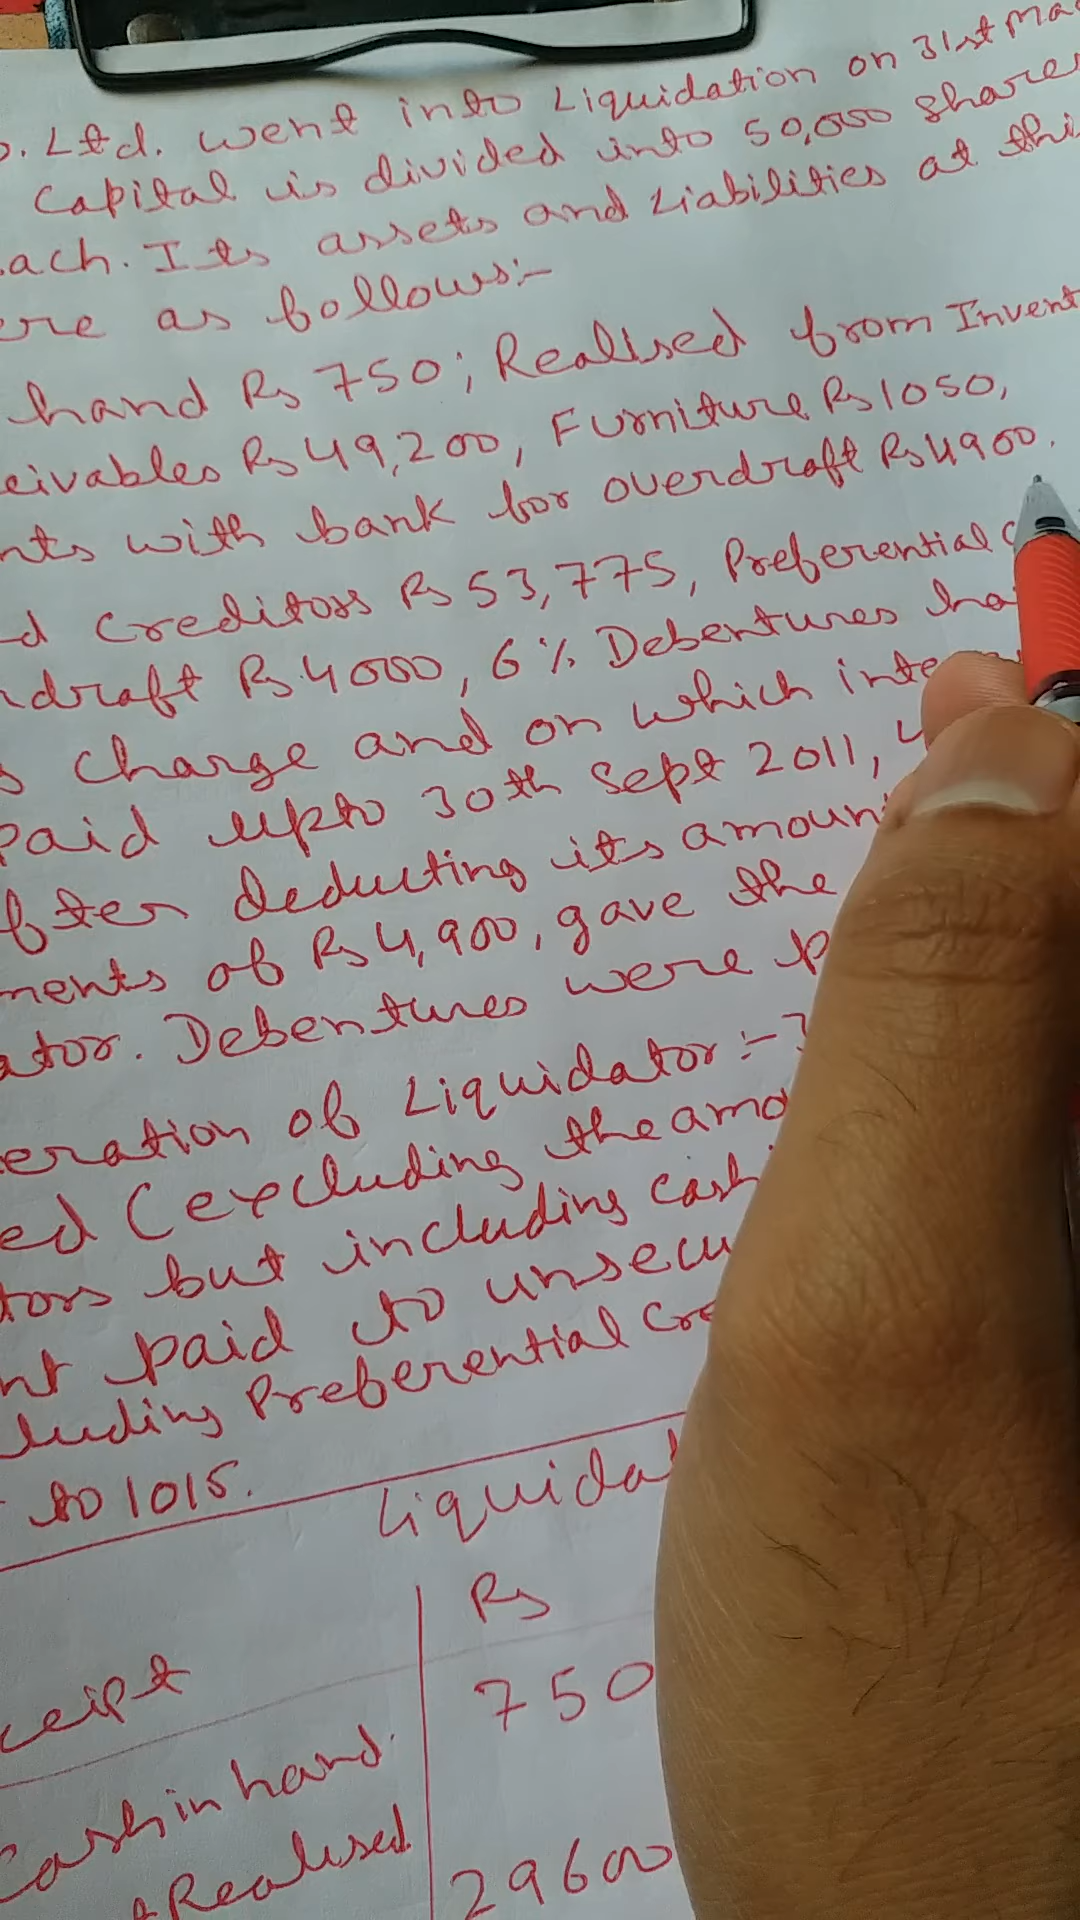 o. Ltd. went into Liquidation on 31st Ma
Capital is divided into 50,000 shares
ach. Its assets and Liabilities at thi
ere as follows:-
hand Rs 750; Realised from Invent
eivables Rs 49,200, Furniture Rs 1050,
nts with bank for overdraft Rs 4900.
d Creditors Rs 53,775, Preferential C
draft Rs. 4000, 6% Debentures ha
s charge and on which inte
Paid upto 30th Sept 2011,
fter deducting its amoun
ments of Rs 4,900, gave the
ator. Debentures were p
eration of Liquidator:-
ed (excluding the amo
tors but including cash
nt paid to unsecu
luding Preferential Cre
to 1015.
Liquidat
ceipt Rs
Cash in hand. 750
Realised 29600